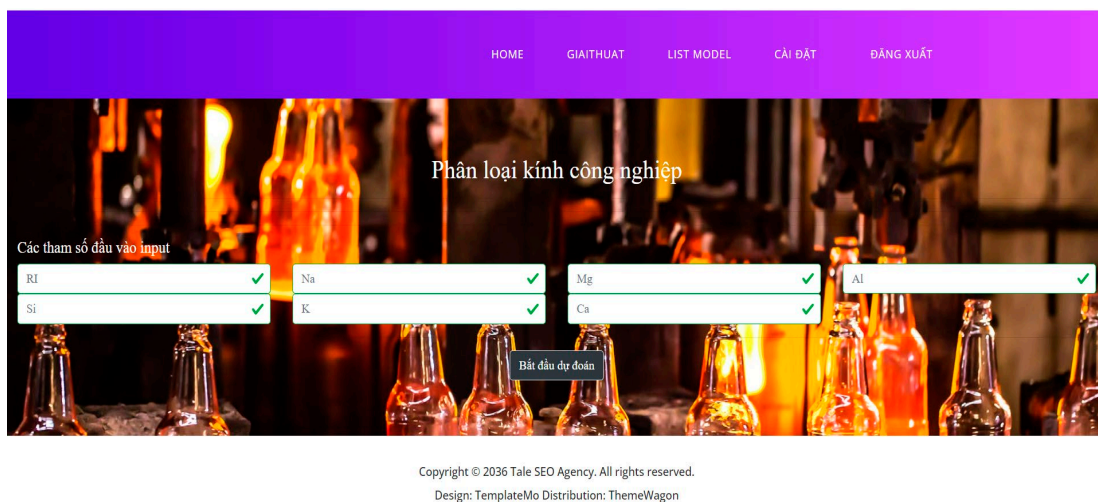 HOME GIAITHUAT LIST MODEL CÀI ĐẶT ĐĂNG XUẤT
Phân loại kính công nghiệp
Các tham số đầu vào input
RI Na Mg Al
Si K Ca
Bắt đầu dự đoán
Copyright © 2036 Tale SEO Agency. All rights reserved.
Design: TemplateMo Distribution: ThemeWagon